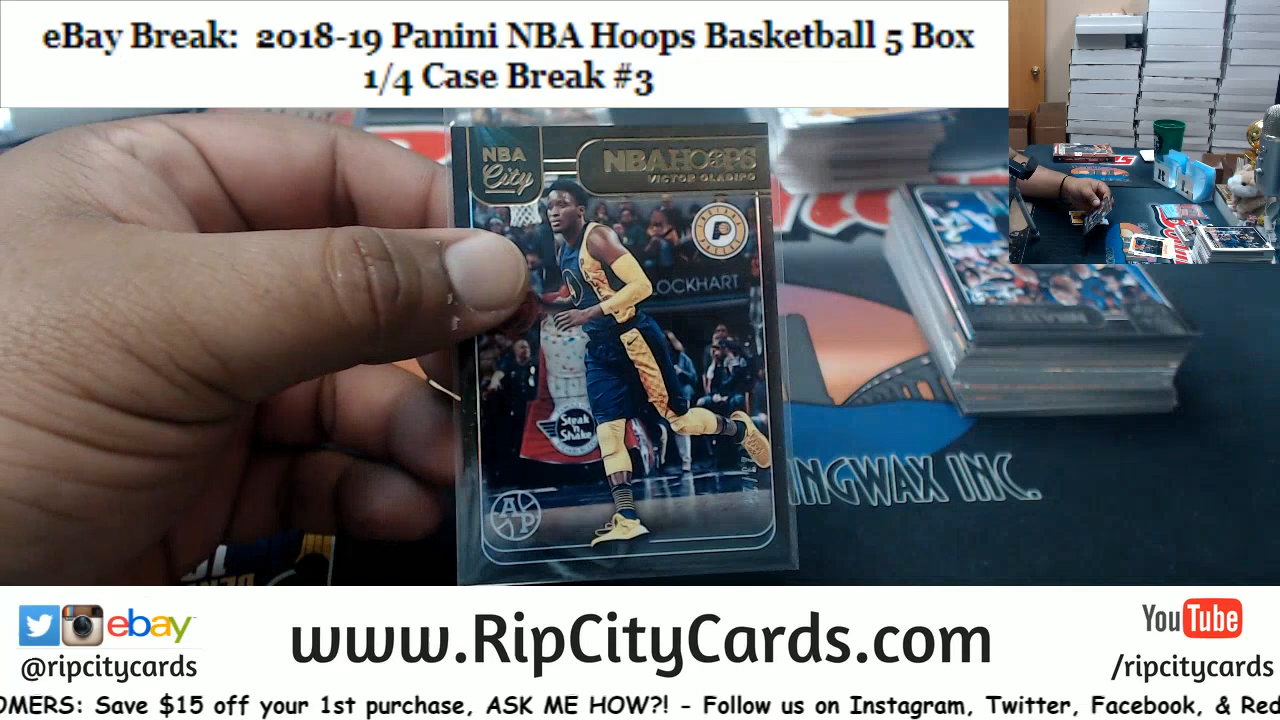 eBay Break: 2018-19 Panini NBA Hoops Basketball 5 Box
1/4 Case Break #3
NBA
City
NBA HOOPS
VICTOR OLADIPO
LOCKHART
Steak
n
Shake
AP
INGWAX INC.
ebay
@ripcitycards
www.RipCityCards.com
YouTube
/ripcitycards
OMERS: Save $15 off your 1st purchase, ASK ME HOW?! - Follow us on Instagram, Twitter, Facebook, & Red